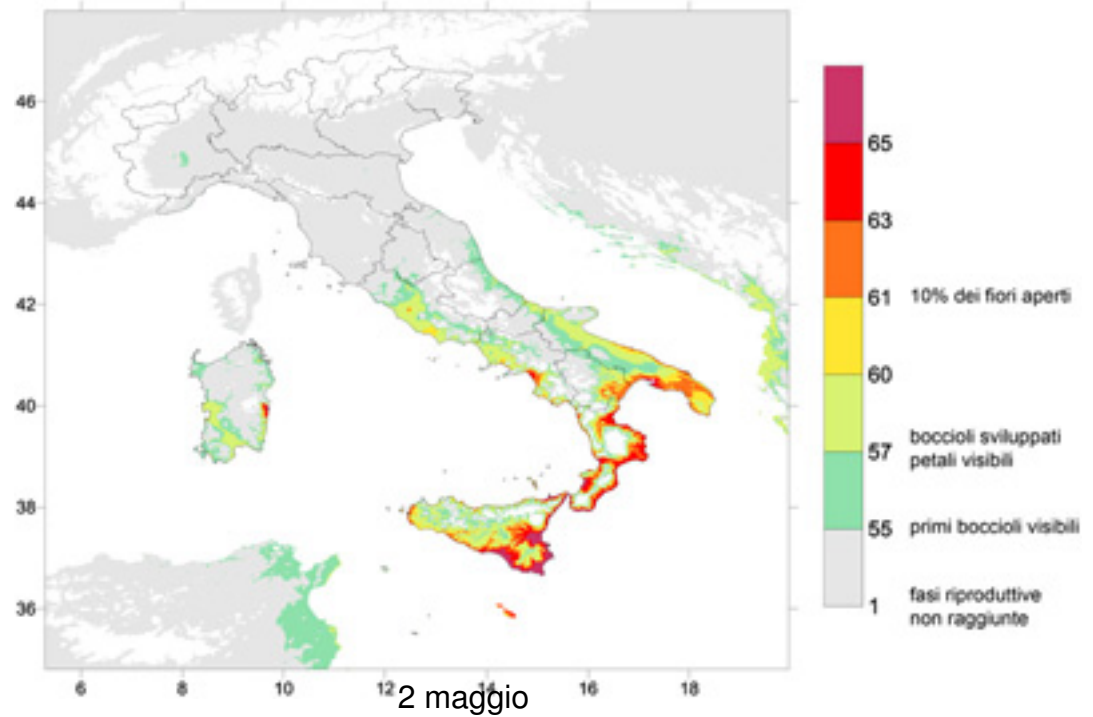 46
44
42
40
38
36
6 8 10 12 14 16 18
2 maggio
65
63
61 10% dei fiori aperti
60
57 boccioli sviluppati
petali visibili
55 primi boccioli visibili
1 fasi riproduttive
non raggiunte